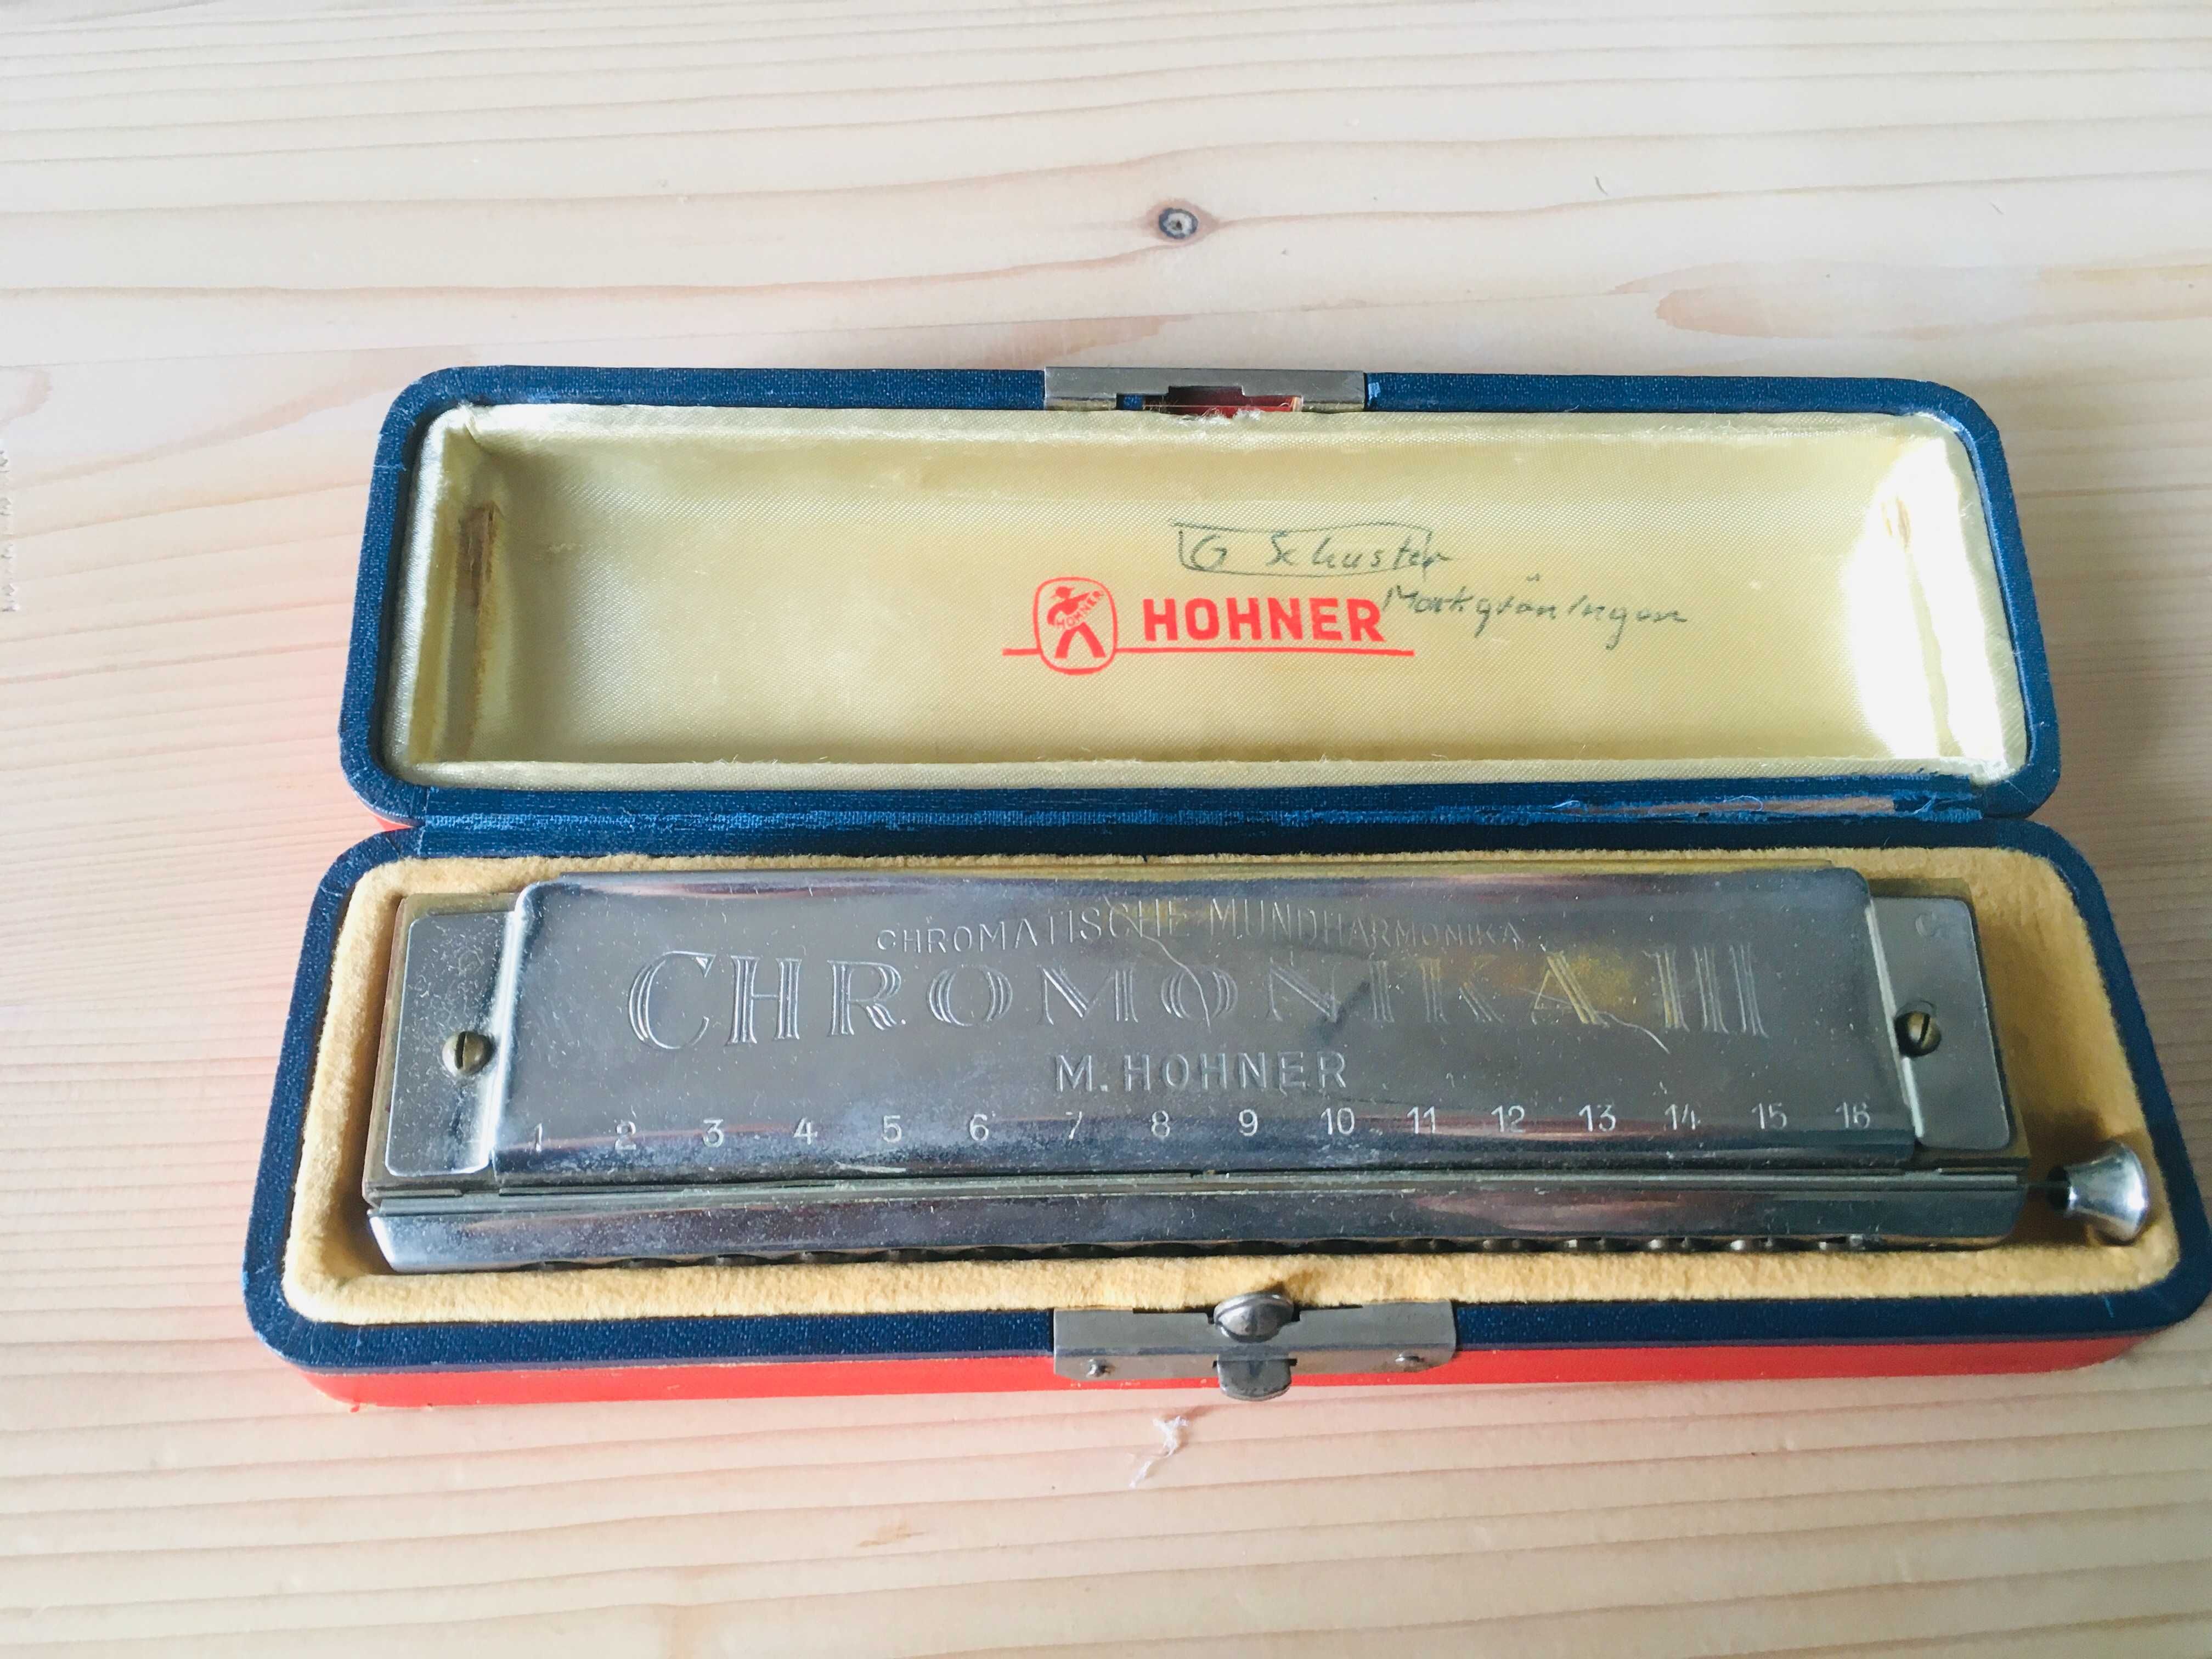 G Schuster
Markgröningen
HOHNER
HOHNER
CHROMATISCHE MUNDHARMONIKA
CHROMONIKA III
M. HOHNER
1 2 3 4 5 6 7 8 9 10 11 12 13 14 15 16
C